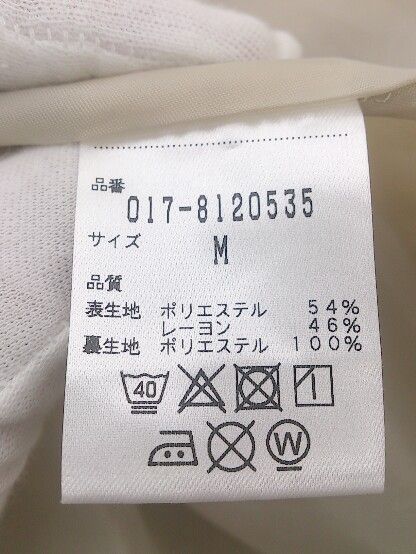 品番
017-8120535
サイズ
M
品質
表生地 ポリエステル 54%
レーヨン 46%
裏生地 ポリエステル 100%
40
W